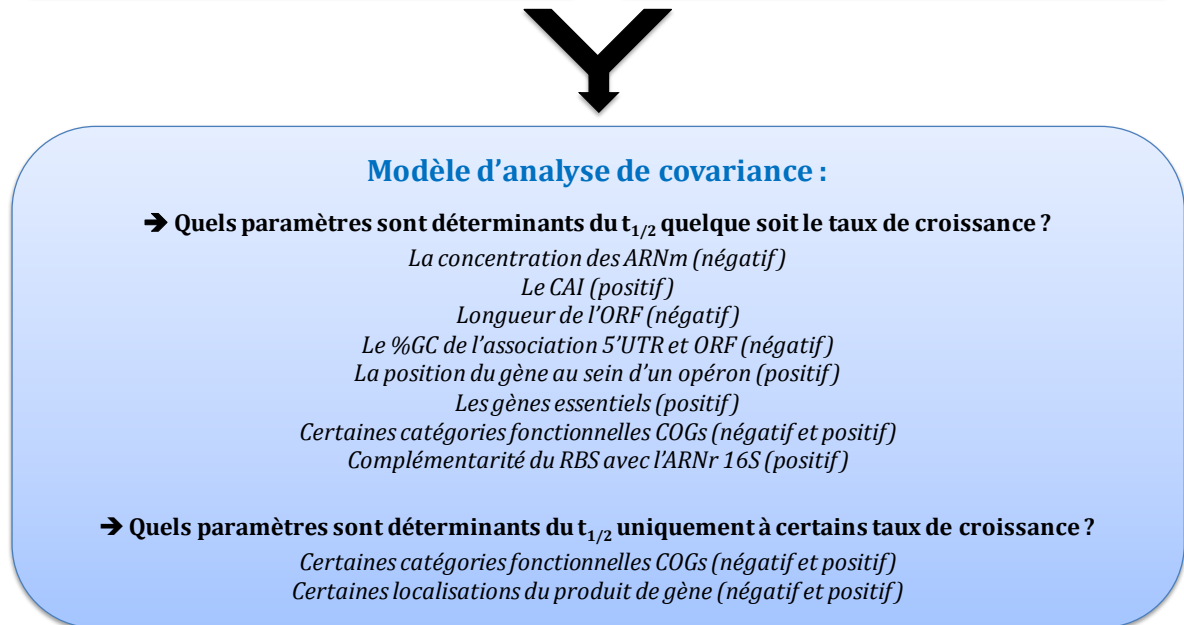 Modèle d'analyse de covariance :
➔ Quels paramètres sont déterminants du t1/2 quelque soit le taux de croissance ?
La concentration des ARNm (négatif)
Le CAI (positif)
Longueur de l'ORF (négatif)
Le %GC de l'association 5'UTR et ORF (négatif)
La position du gène au sein d'un opéron (positif)
Les gènes essentiels (positif)
Certaines catégories fonctionnelles COGs (négatif et positif)
Complémentarité du RBS avec l'ARNr 16S (positif)
➔ Quels paramètres sont déterminants du t1/2 uniquement à certains taux de croissance ?
Certaines catégories fonctionnelles COGs (négatif et positif)
Certaines localisations du produit de gène (négatif et positif)